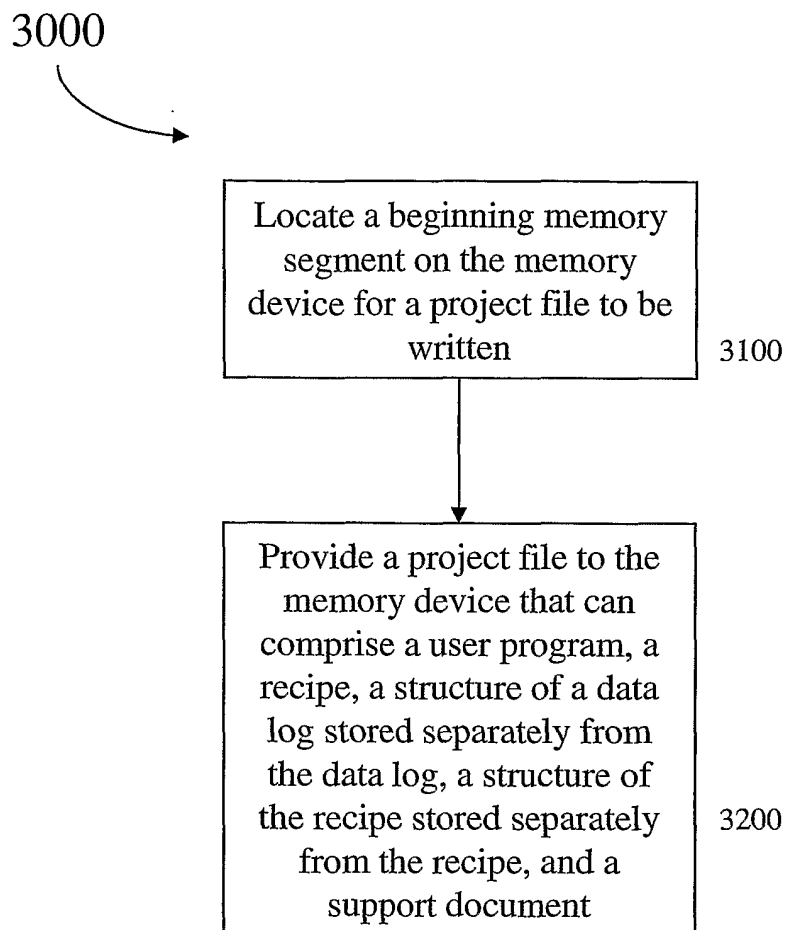 3000
Locate a beginning memory
segment on the memory
device for a project file to be
written
3100
Provide a project file to the
memory device that can
comprise a user program, a
recipe, a structure of a data
log stored separately from
the data log, a structure of
the recipe stored separately
from the recipe, and a
support document
3200